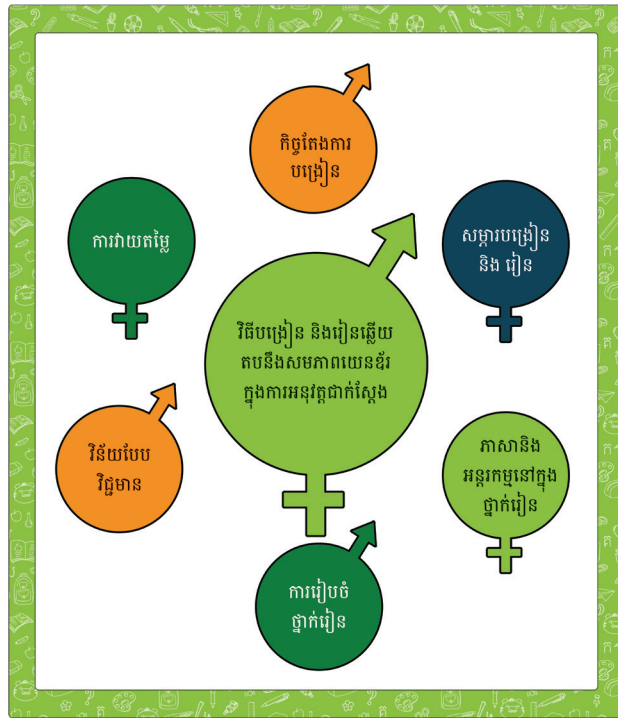 កិច្ចតែងការ
បង្រៀន
ការវាយតម្លៃ
សម្ភារបង្រៀន
និង រៀន
វិធីបង្រៀន និងរៀនឆ្លើយ
តបនឹងសមភាពយេនឌ័រ
ក្នុងការអនុវត្តជាក់ស្តែង
វិន័យបែប
វិជ្ជមាន
ភាសានិង
អន្តរកម្មនៅក្នុង
ថ្នាក់រៀន
ការរៀបចំ
ថ្នាក់រៀន